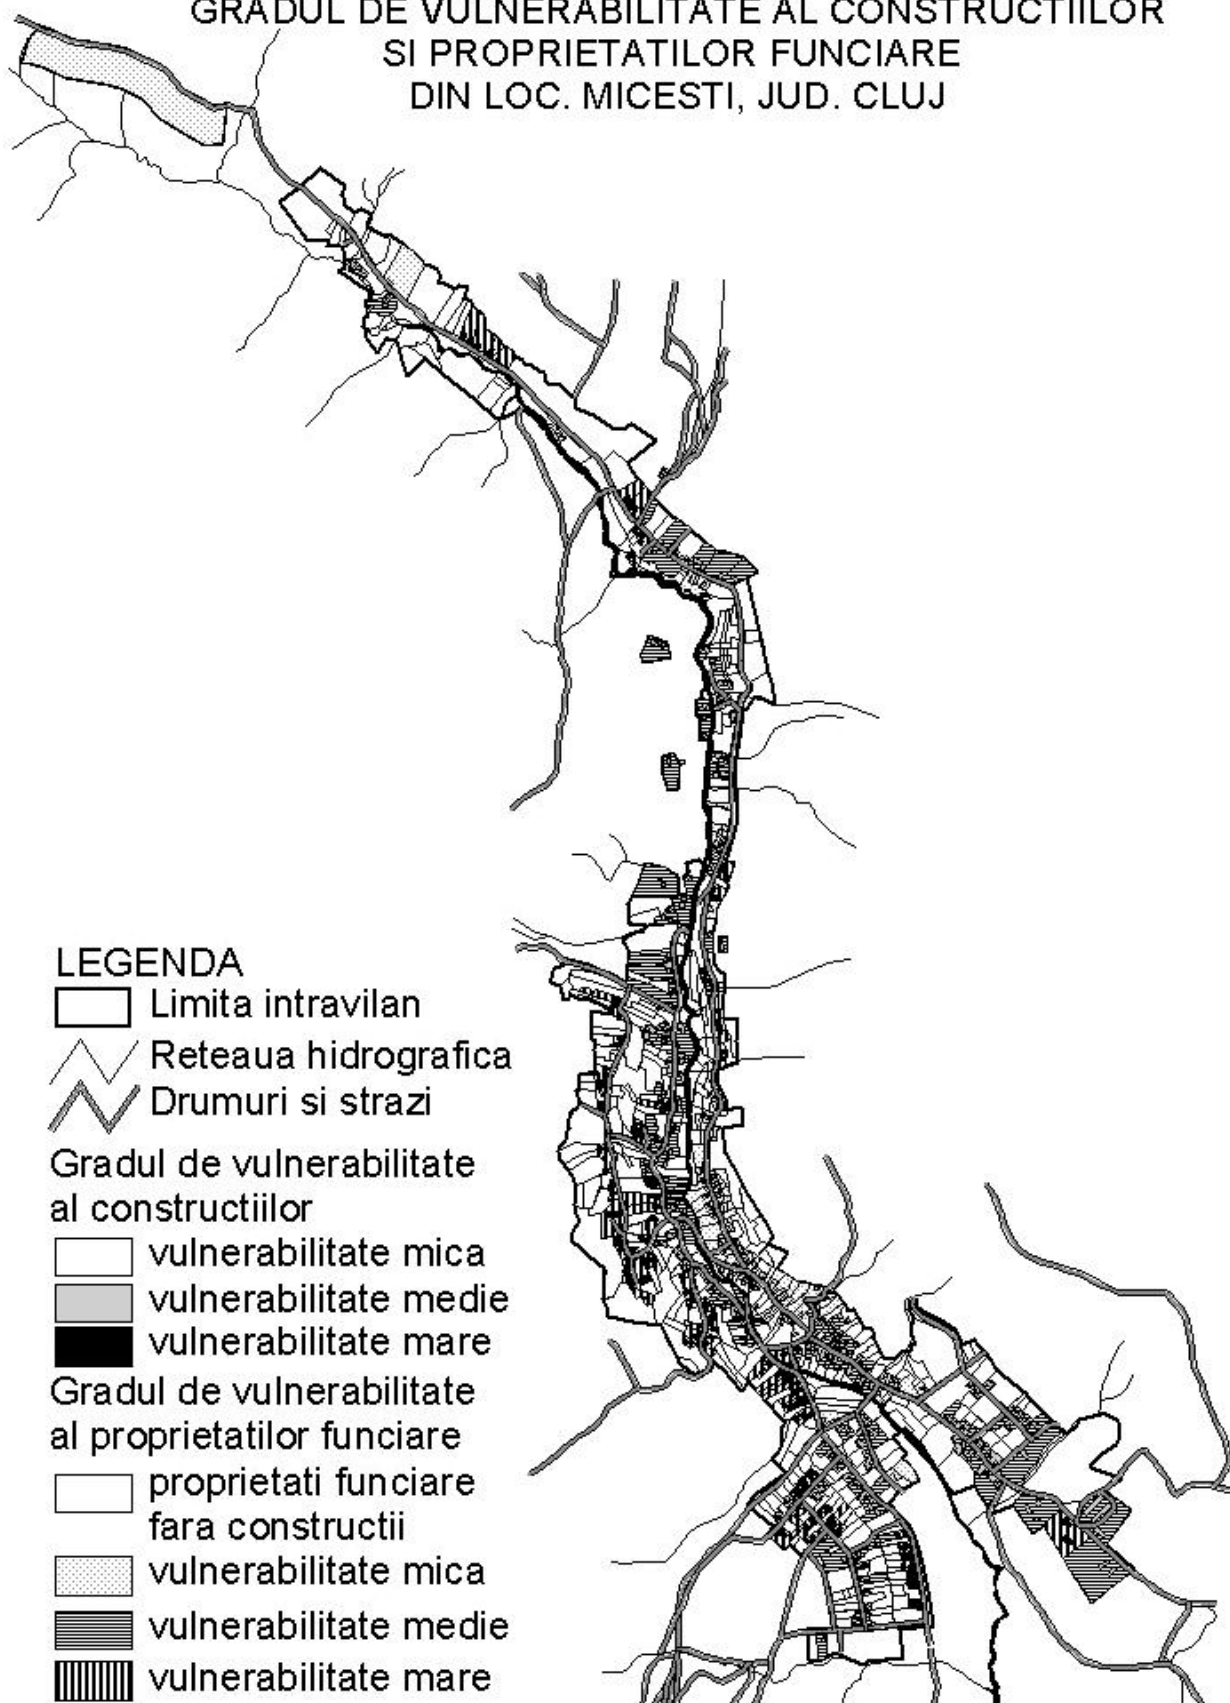 GRADUL DE VULNERABILITATE AL CONSTRUCTIILOR
SI PROPRIETATILOR FUNCIARE
DIN LOC. MICESTI, JUD. CLUJ
LEGENDA
Limita intravilan
Reteaua hidrografica
Drumuri si strazi
Gradul de vulnerabilitate
al constructiilor
vulnerabilitate mica
vulnerabilitate medie
vulnerabilitate mare
Gradul de vulnerabilitate
al proprietatilor funciare
proprietati funciare
fara constructii
vulnerabilitate mica
vulnerabilitate medie
vulnerabilitate mare